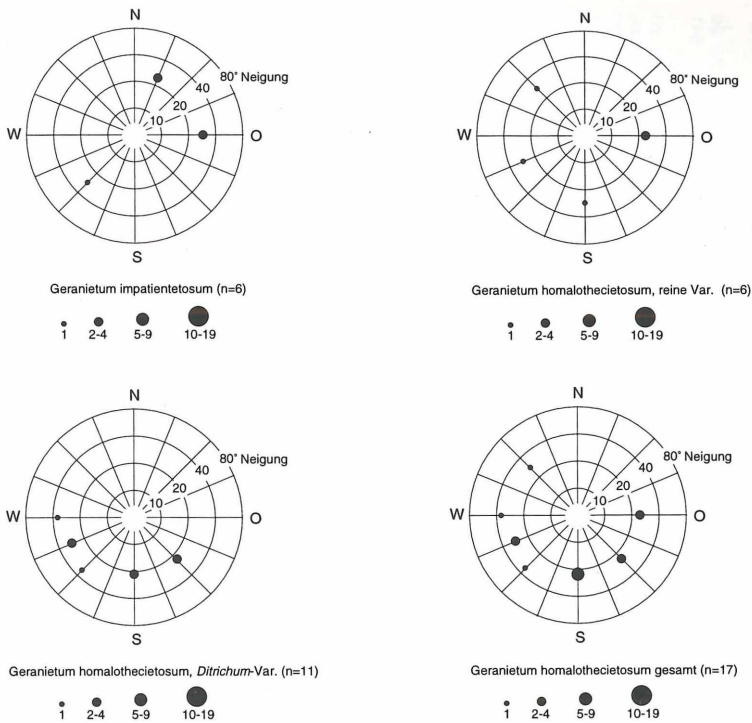 N
80° Neigung
40
20
10
W
O
S
Geranietum impatientetosum (n=6)
1 2-4 5-9 10-19
N
80° Neigung
40
20
10
W
O
S
Geranietum homalothecietosum, reine Var. (n=6)
1 2-4 5-9 10-19
N
80° Neigung
40
20
10
W
O
S
Geranietum homalothecietosum, Ditrichum-Var. (n=11)
1 2-4 5-9 10-19
N
80° Neigung
40
20
10
W
O
S
Geranietum homalothecietosum gesamt (n=17)
1 2-4 5-9 10-19